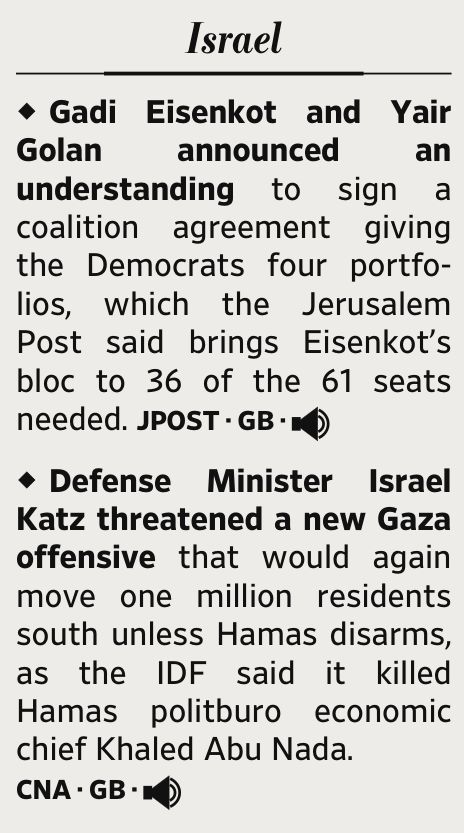 Israel
◆ Gadi Eisenkot and Yair
Golan announced an
understanding to sign a
coalition agreement giving
the Democrats four portfo-
lios, which the Jerusalem
Post said brings Eisenkot’s
bloc to 36 of the 61 seats
needed. JPOST · GB ·
◆ Defense Minister Israel
Katz threatened a new Gaza
offensive that would again
move one million residents
south unless Hamas disarms,
as the IDF said it killed
Hamas politburo economic
chief Khaled Abu Nada.
CNA · GB ·